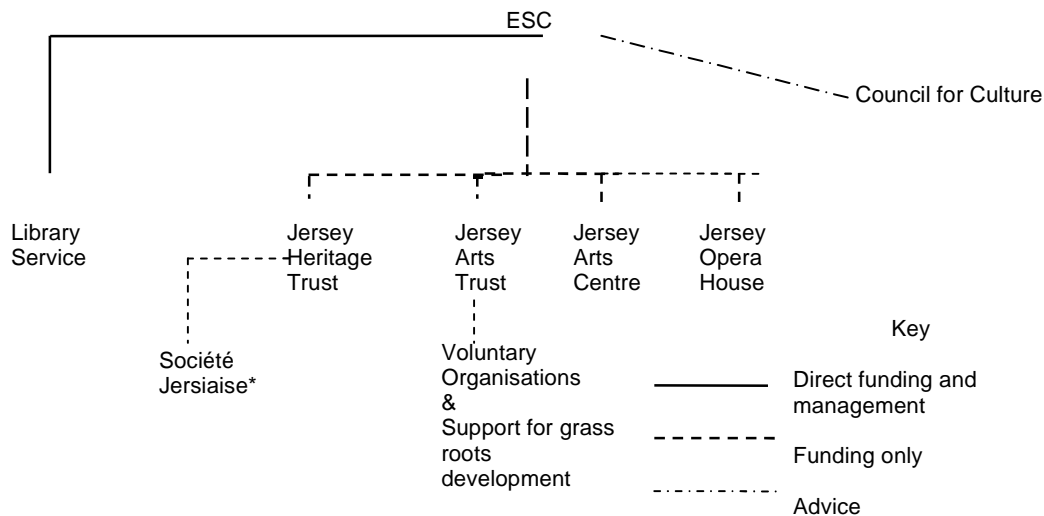 ESC
Council for Culture
Library
Service
Jersey
Heritage
Trust
Jersey
Arts
Trust
Jersey
Arts
Centre
Jersey
Opera
House
Société
Jersiaise*
Voluntary
Organisations
&
Support for grass
roots
development
Key
Direct funding and
management
Funding only
Advice